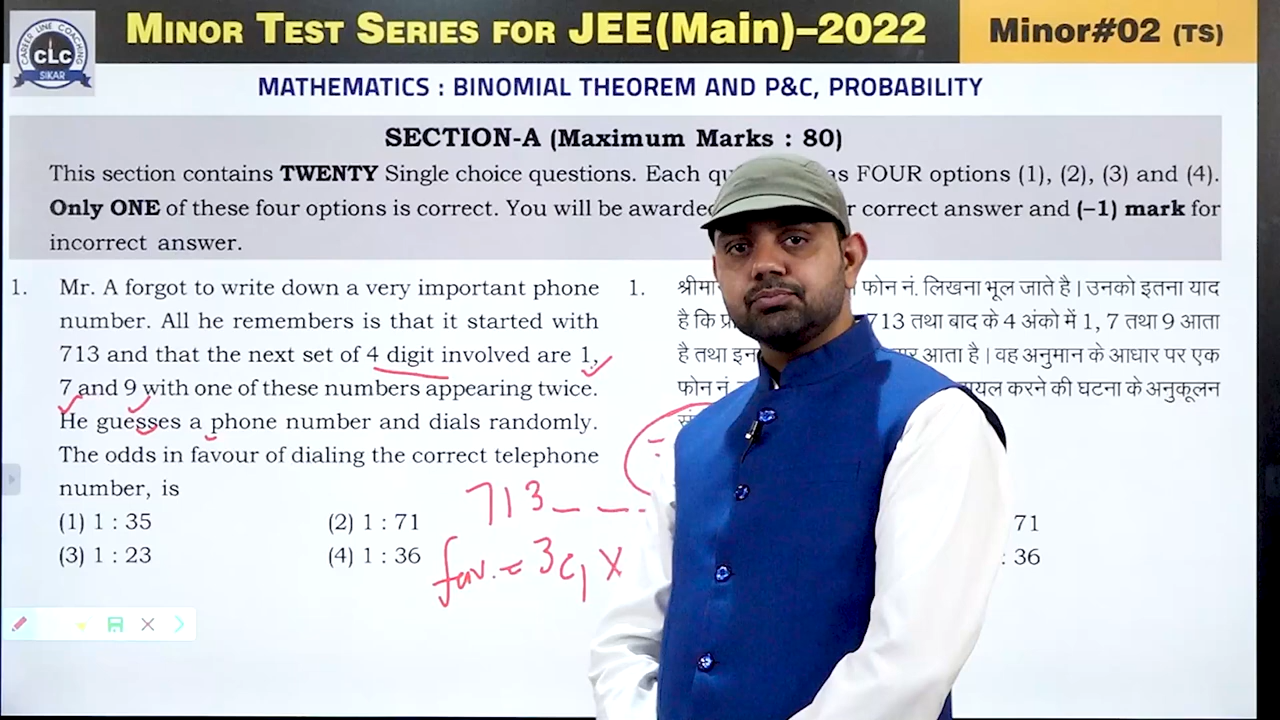 MINOR TEST SERIES FOR JEE(Main)–2022
Minor#02 (TS)
CAREER LINE COACHING
CLC
SIKAR
MATHEMATICS : BINOMIAL THEOREM AND P&C, PROBABILITY
SECTION-A (Maximum Marks : 80)
This section contains TWENTY Single choice questions. Each as FOUR options (1), (2), (3) and (4).
Only ONE of these four options is correct. You will be awarded correct answer and (–1) mark for
incorrect answer.
1. Mr. A forgot to write down a very important phone
number. All he remembers is that it started with
713 and that the next set of 4 digit involved are 1,
7 and 9 with one of these numbers appearing twice.
He guesses a phone number and dials randomly.
The odds in favour of dialing the correct telephone
number, is
(1) 1 : 35 (2) 1 : 71
(3) 1 : 23 (4) 1 : 36
713_ _ -
fav. = 3C1 ×
1. फोन नं. लिखना भूल जाते है। उनको इतना याद
है कि 713 तथा बाद के 4 अंको में 1, 7 तथा 9 आता
है तथा आता है। वह अनुमान के आधार पर एक
फोन नं. डायल करने की घटना के अनुकूलन
71
: 36